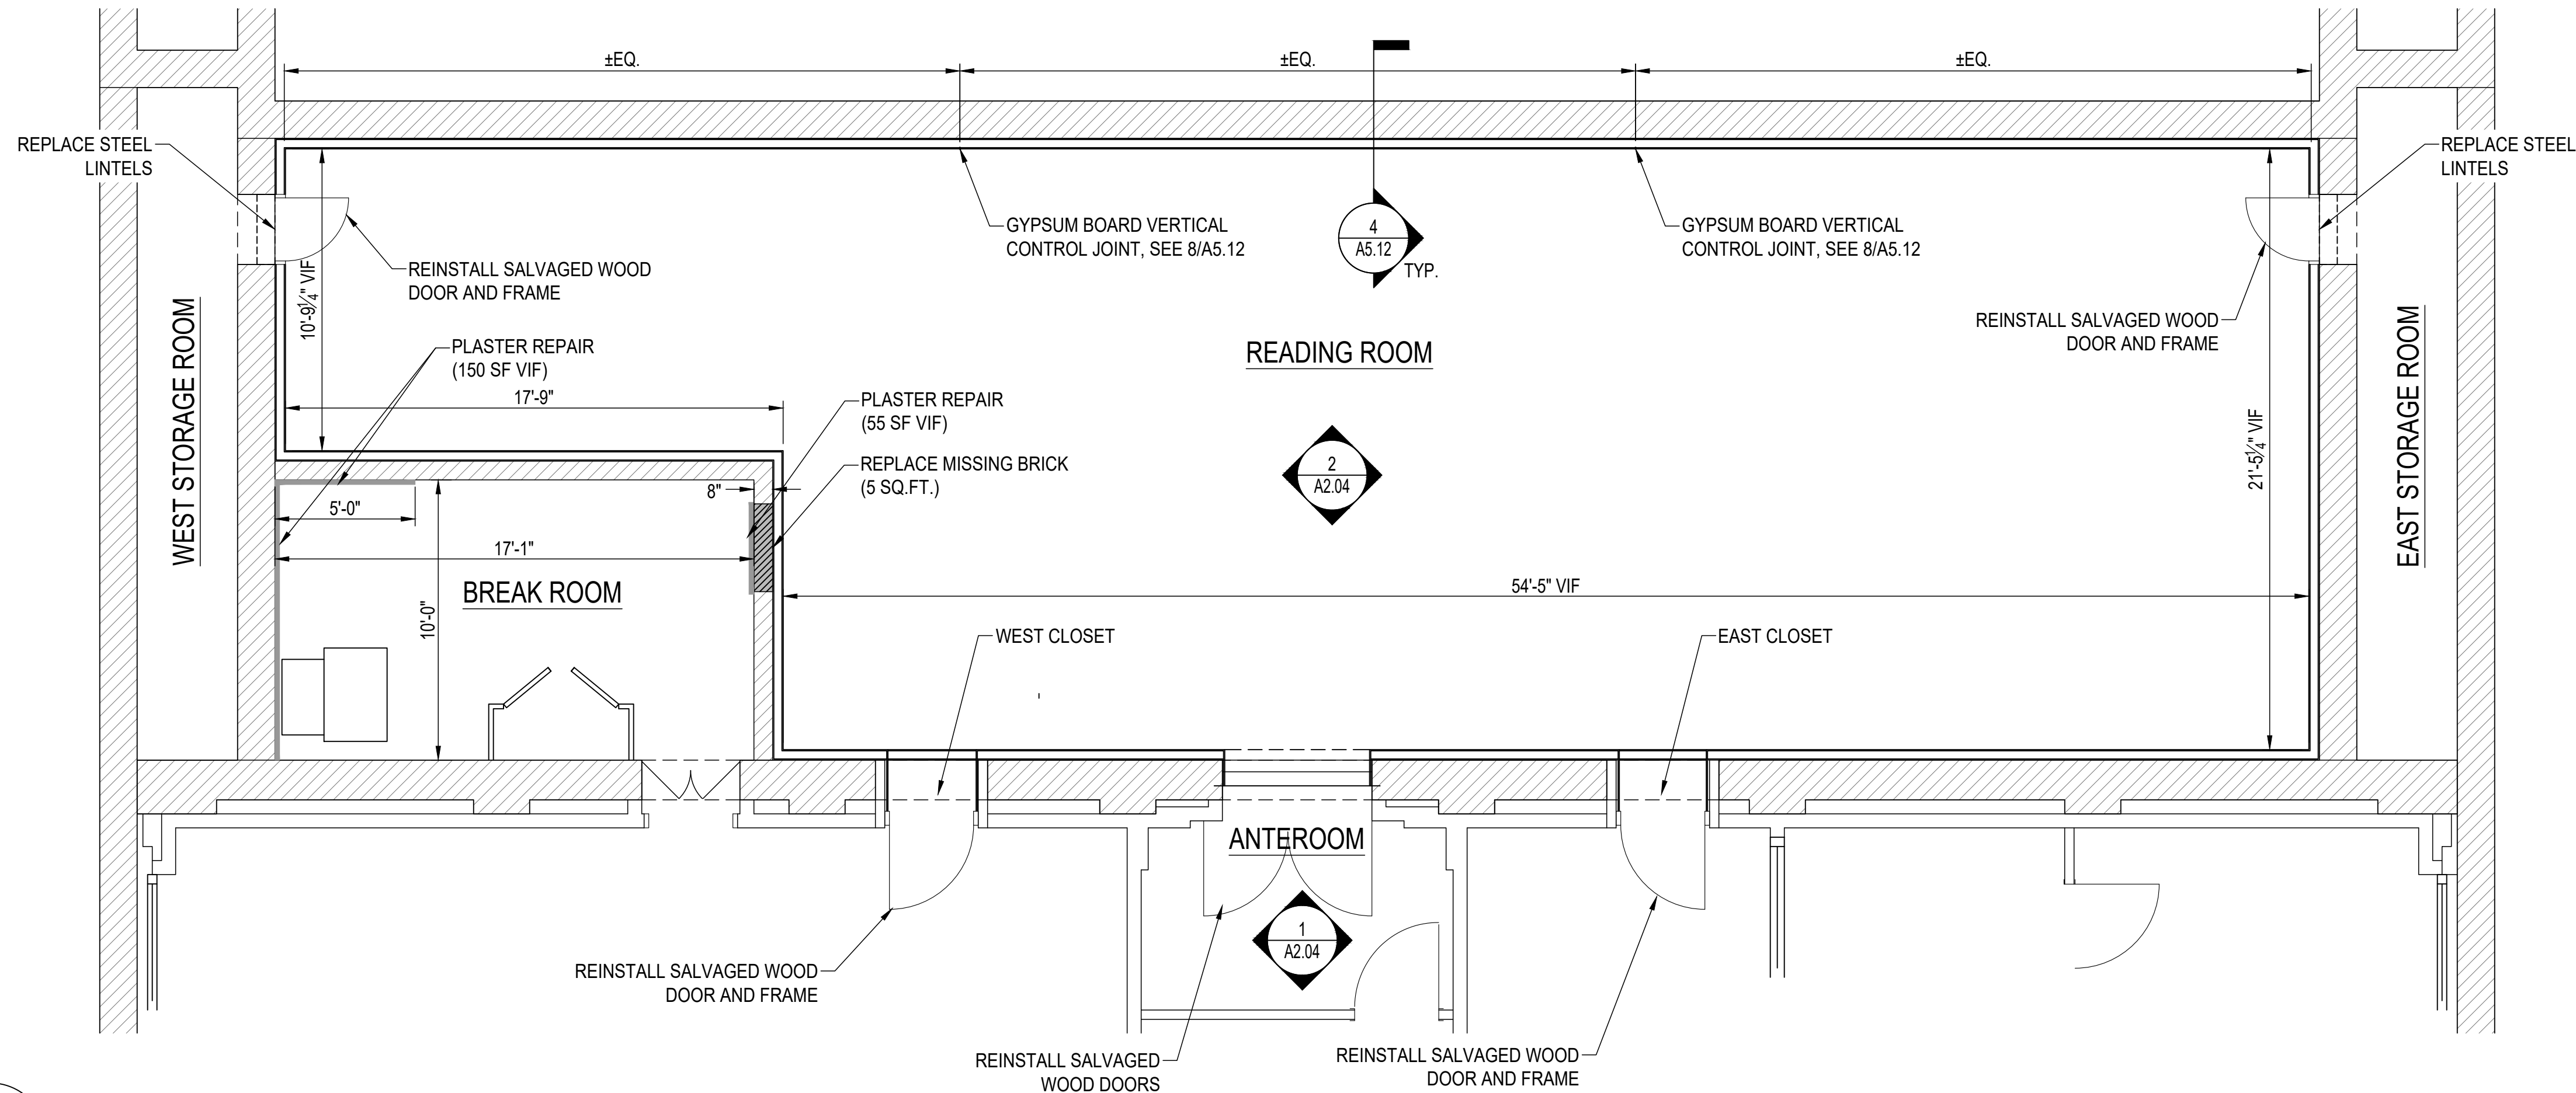 ±EQ.
±EQ.
±EQ.
REPLACE STEEL
LINTELS
REPLACE STEEL
LINTELS
GYPSUM BOARD VERTICAL
CONTROL JOINT, SEE 8/A5.12
4
A5.12
TYP.
GYPSUM BOARD VERTICAL
CONTROL JOINT, SEE 8/A5.12
REINSTALL SALVAGED WOOD
DOOR AND FRAME
10'-9¼" VIF
REINSTALL SALVAGED WOOD
DOOR AND FRAME
WEST STORAGE ROOM
PLASTER REPAIR
(150 SF VIF)
READING ROOM
EAST STORAGE ROOM
17'-9"
PLASTER REPAIR
(55 SF VIF)
21'-5¼" VIF
REPLACE MISSING BRICK
(5 SQ.FT.)
2
A2.04
8"
5'-0"
17'-1"
BREAK ROOM
54'-5" VIF
10'-0"
WEST CLOSET
EAST CLOSET
ANTEROOM
1
A2.04
REINSTALL SALVAGED WOOD
DOOR AND FRAME
REINSTALL SALVAGED
WOOD DOORS
REINSTALL SALVAGED WOOD
DOOR AND FRAME